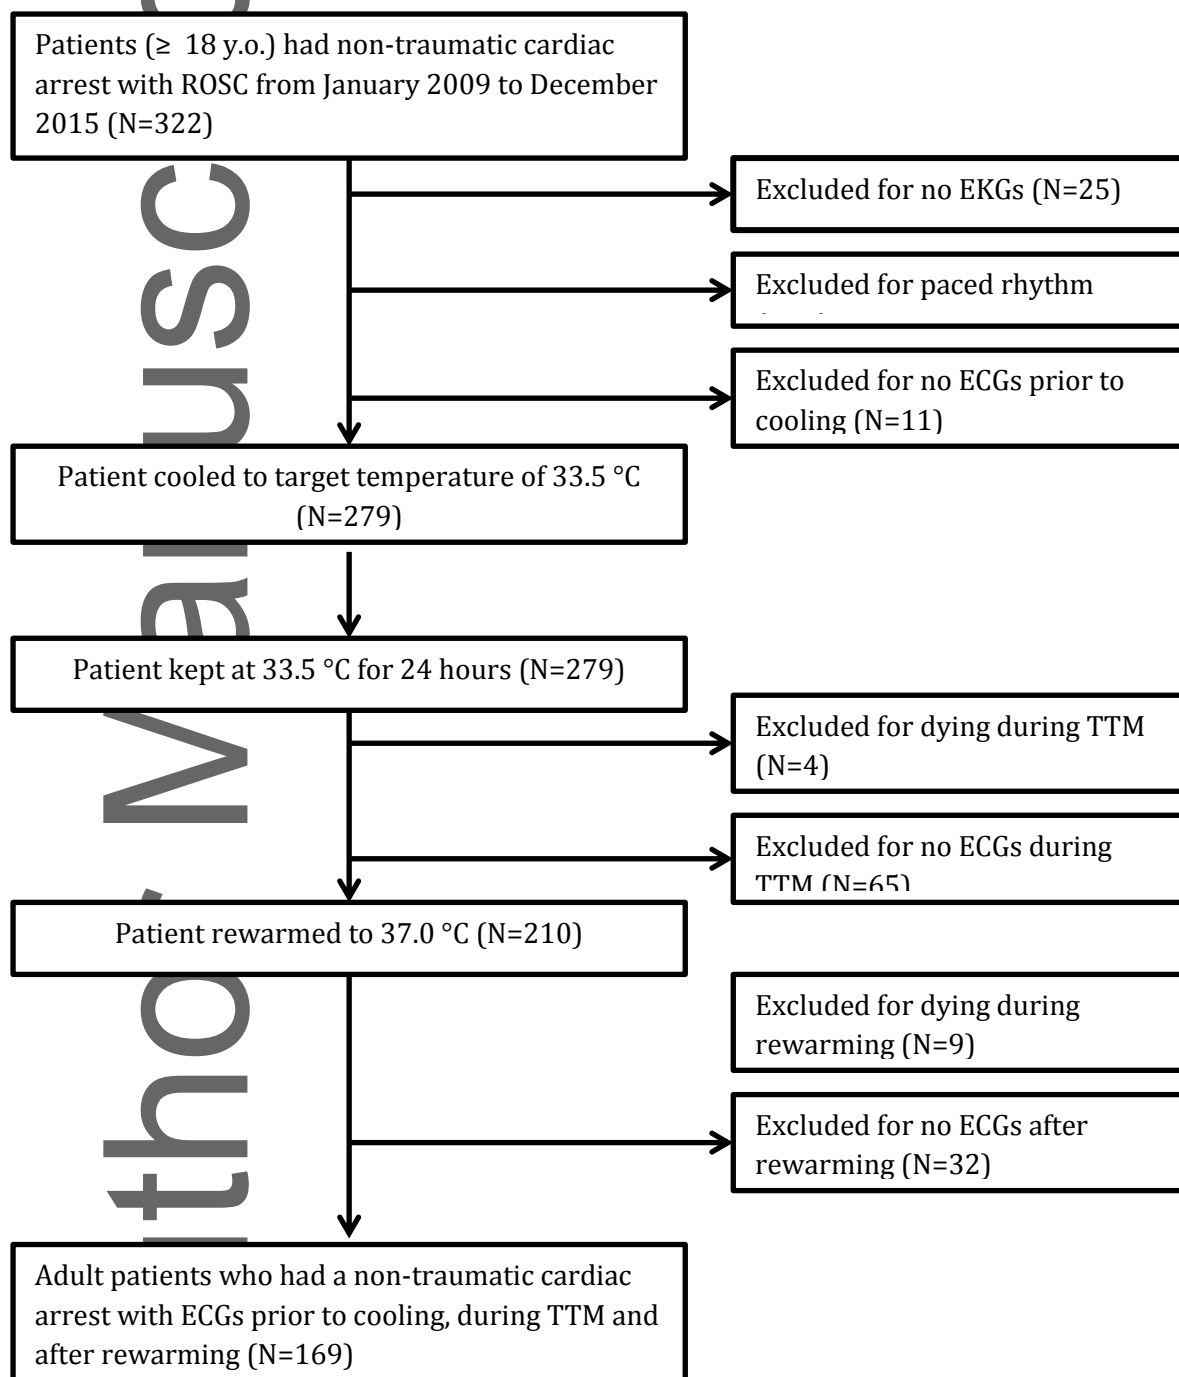 Patients (≥ 18 y.o.) had non-traumatic cardiac
arrest with ROSC from January 2009 to December
2015 (N=322)
Excluded for no EKGs (N=25)
Excluded for paced rhythm
Excluded for no ECGs prior to
cooling (N=11)
Patient cooled to target temperature of 33.5 °C
(N=279)
Patient kept at 33.5 °C for 24 hours (N=279)
Excluded for dying during TTM
(N=4)
Excluded for no ECGs during
TTM (N=65)
Patient rewarmed to 37.0 °C (N=210)
Excluded for dying during
rewarming (N=9)
Excluded for no ECGs after
rewarming (N=32)
Adult patients who had a non-traumatic cardiac
arrest with ECGs prior to cooling, during TTM and
after rewarming (N=169)